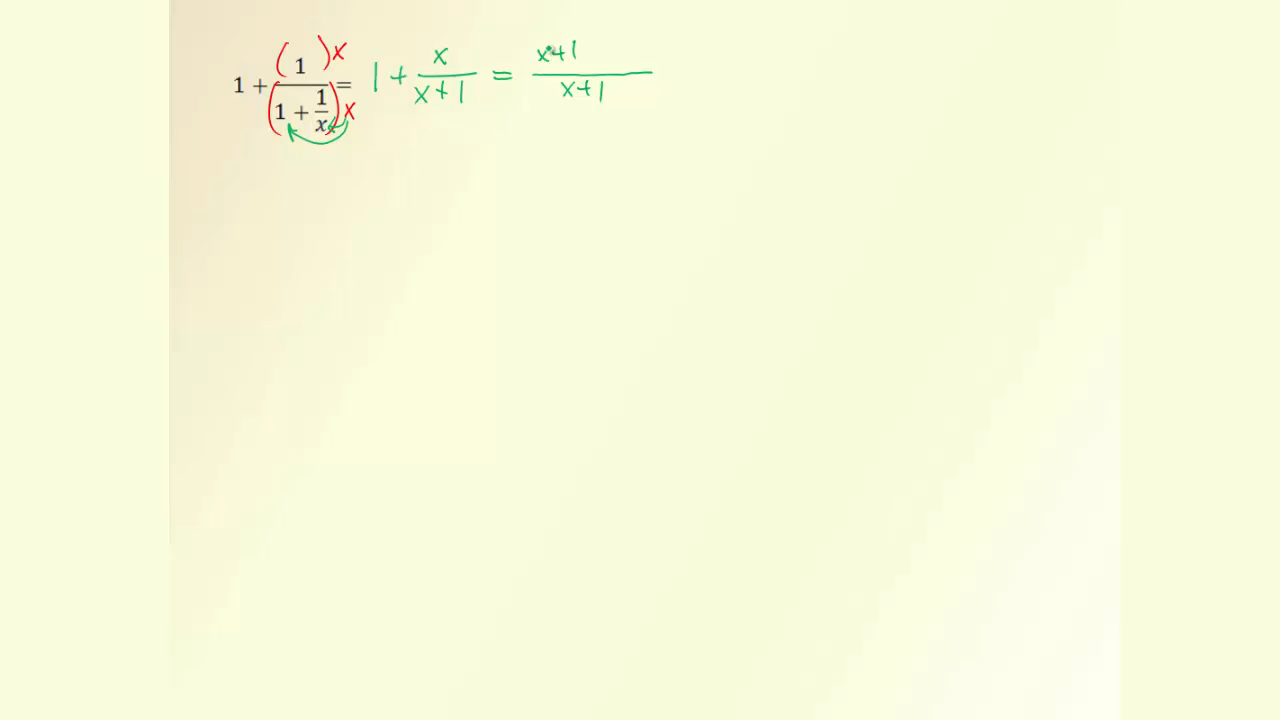 1 + (1)x / (1 + 1/x)x = 1 + x/(x+1) = x+1 / x+1